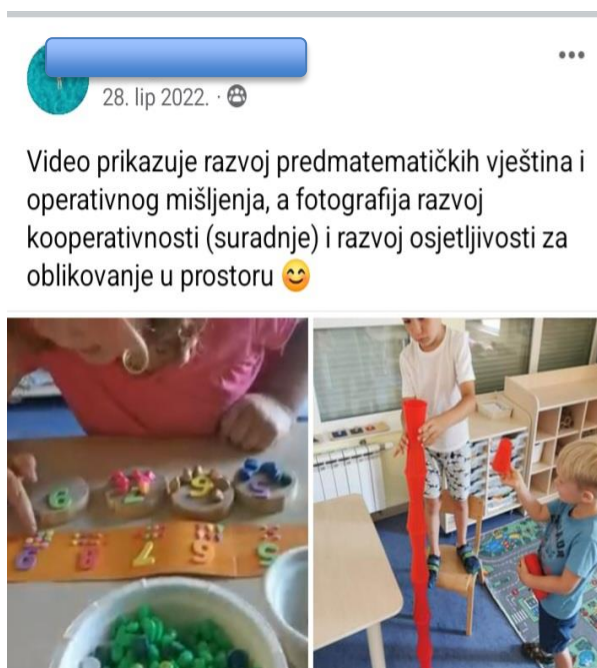 28. lip 2022. ·
Video prikazuje razvoj predmatematičkih vještina i
operativnog mišljenja, a fotografija razvoj
kooperativnosti (suradnje) i razvoj osjetljivosti za
oblikovanje u prostoru 😊